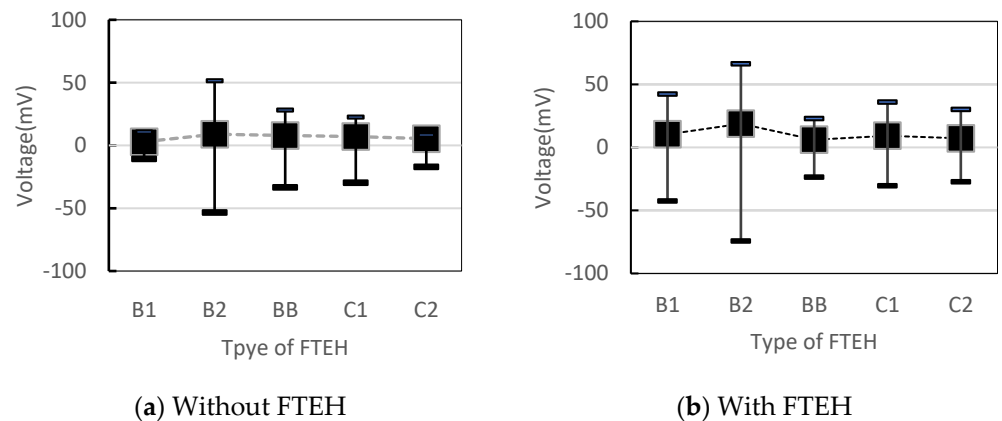 100
50
0
-50
-100
Voltage(mV)
B1 B2 BB C1 C2
Tpye of FTEH
(a) Without FTEH
100
50
0
-50
-100
Voltage(mV)
B1 B2 BB C1 C2
Type of FTEH
(b) With FTEH